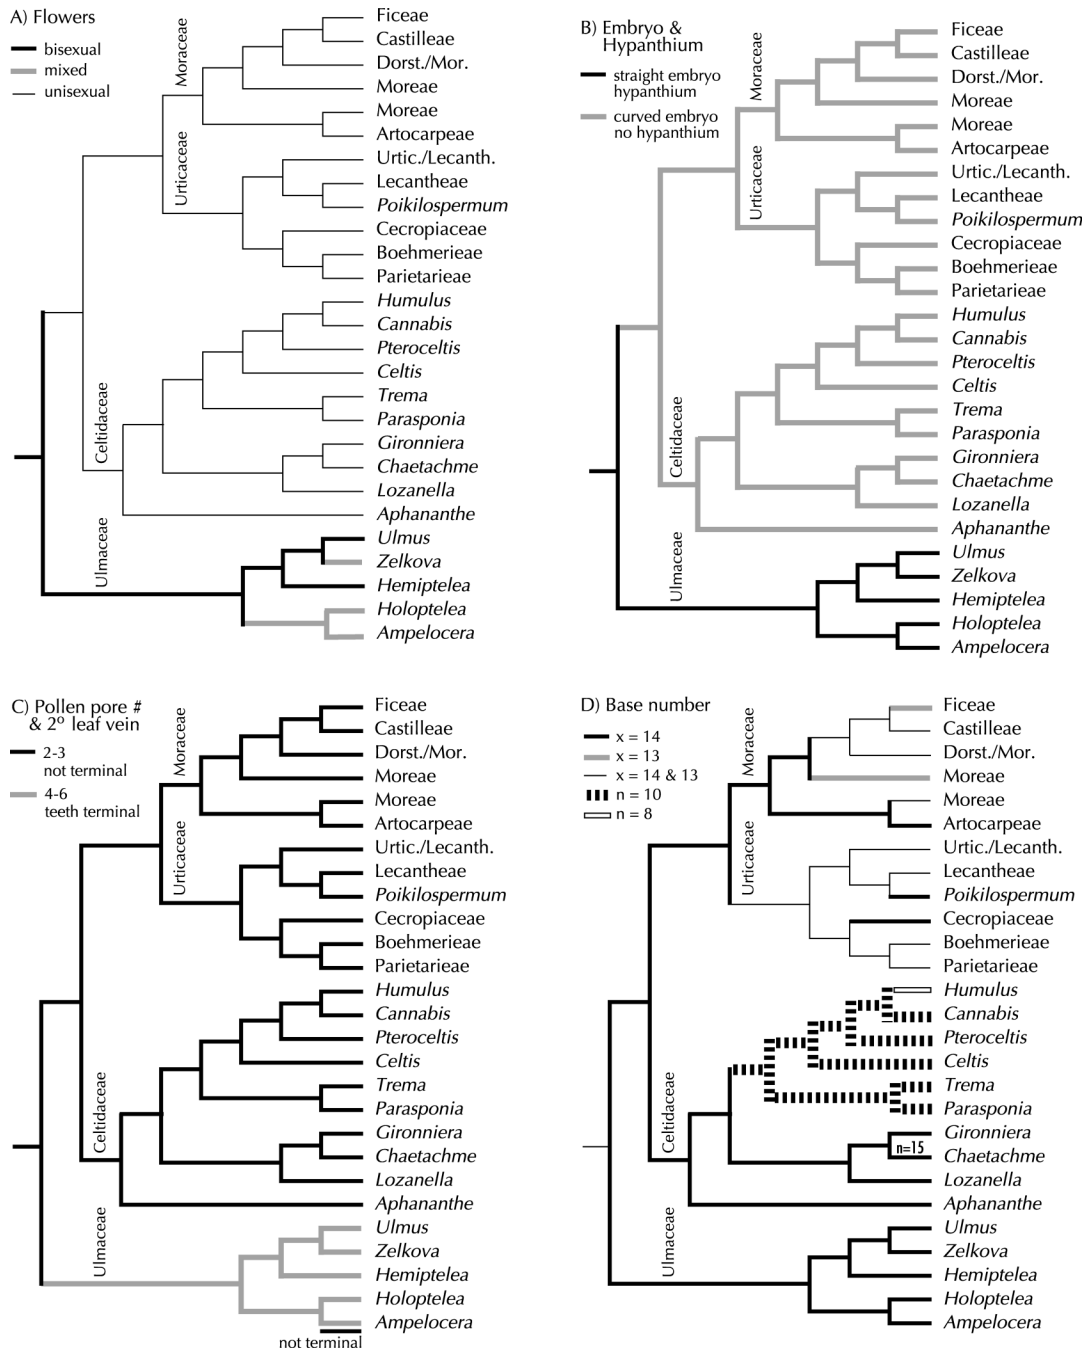 A) Flowers
bisexual
mixed
unisexual
Moraceae
Urticaceae
Celtidaceae
Ulmaceae
Ficeae
Castilleae
Dorst./Mor.
Moreae
Moreae
Artocarpeae
Urtic./Lecanth.
Lecantheae
Poikilospermum
Cecropiaceae
Boehmerieae
Parietarieae
Humulus
Cannabis
Pteroceltis
Celtis
Trema
Parasponia
Gironniera
Chaetachme
Lozanella
Aphananthe
Ulmus
Zelkova
Hemiptelea
Holoptelea
Ampelocera
B) Embryo &
Hypanthium
straight embryo
hypanthium
curved embryo
no hypanthium
Moraceae
Urticaceae
Celtidaceae
Ulmaceae
Ficeae
Castilleae
Dorst./Mor.
Moreae
Moreae
Artocarpeae
Urtic./Lecanth.
Lecantheae
Poikilospermum
Cecropiaceae
Boehmerieae
Parietarieae
Humulus
Cannabis
Pteroceltis
Celtis
Trema
Parasponia
Gironniera
Chaetachme
Lozanella
Aphananthe
Ulmus
Zelkova
Hemiptelea
Holoptelea
Ampelocera
C) Pollen pore #
& 2º leaf vein
2-3
not terminal
4-6
teeth terminal
Moraceae
Urticaceae
Celtidaceae
Ulmaceae
Ficeae
Castilleae
Dorst./Mor.
Moreae
Moreae
Artocarpeae
Urtic./Lecanth.
Lecantheae
Poikilospermum
Cecropiaceae
Boehmerieae
Parietarieae
Humulus
Cannabis
Pteroceltis
Celtis
Trema
Parasponia
Gironniera
Chaetachme
Lozanella
Aphananthe
Ulmus
Zelkova
Hemiptelea
Holoptelea
Ampelocera
not terminal
D) Base number
x = 14
x = 13
x = 14 & 13
n = 10
n = 8
Moraceae
Urticaceae
Celtidaceae
Ulmaceae
Ficeae
Castilleae
Dorst./Mor.
Moreae
Moreae
Artocarpeae
Urtic./Lecanth.
Lecantheae
Poikilospermum
Cecropiaceae
Boehmerieae
Parietarieae
Humulus
Cannabis
Pteroceltis
Celtis
Trema
Parasponia
Gironniera
n=15
Chaetachme
Lozanella
Aphananthe
Ulmus
Zelkova
Hemiptelea
Holoptelea
Ampelocera